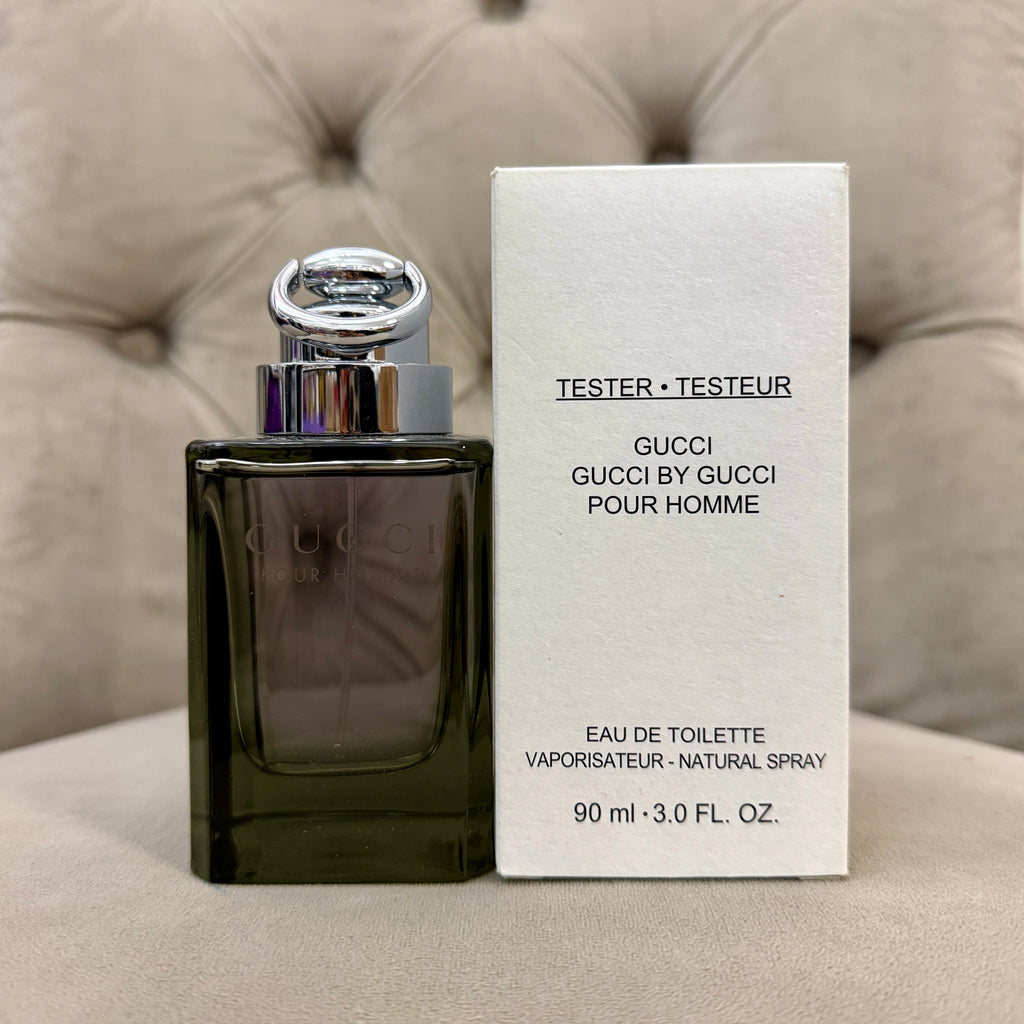 GUCCI
POUR HOMME
TESTER • TESTEUR
GUCCI
GUCCI BY GUCCI
POUR HOMME
EAU DE TOILETTE
VAPORISATEUR - NATURAL SPRAY
90 ml • 3.0 FL. OZ.